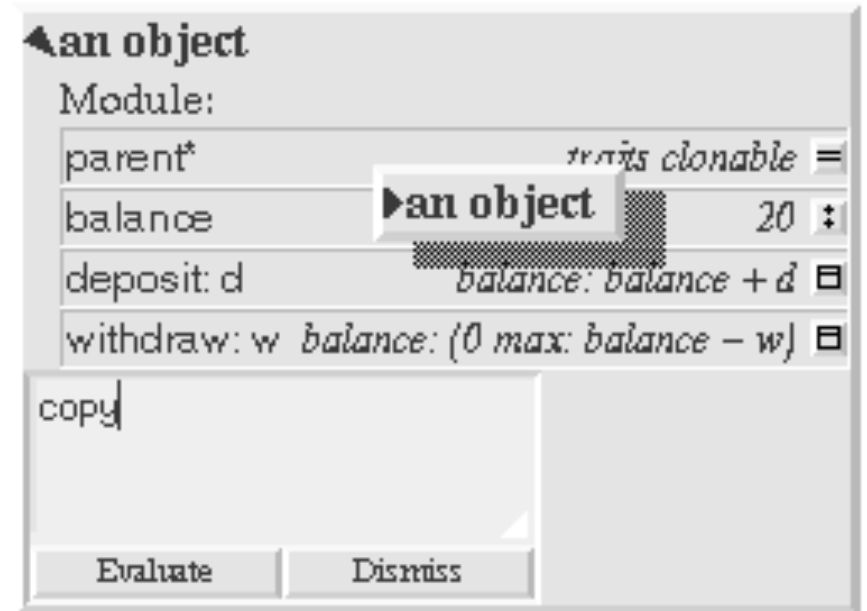 an object
Module:
parent* traits clonable =
an object
balance 20 :
deposit: d balance: balance + d
withdraw: w balance: (0 max: balance – w)
copy
Evaluate Dismiss